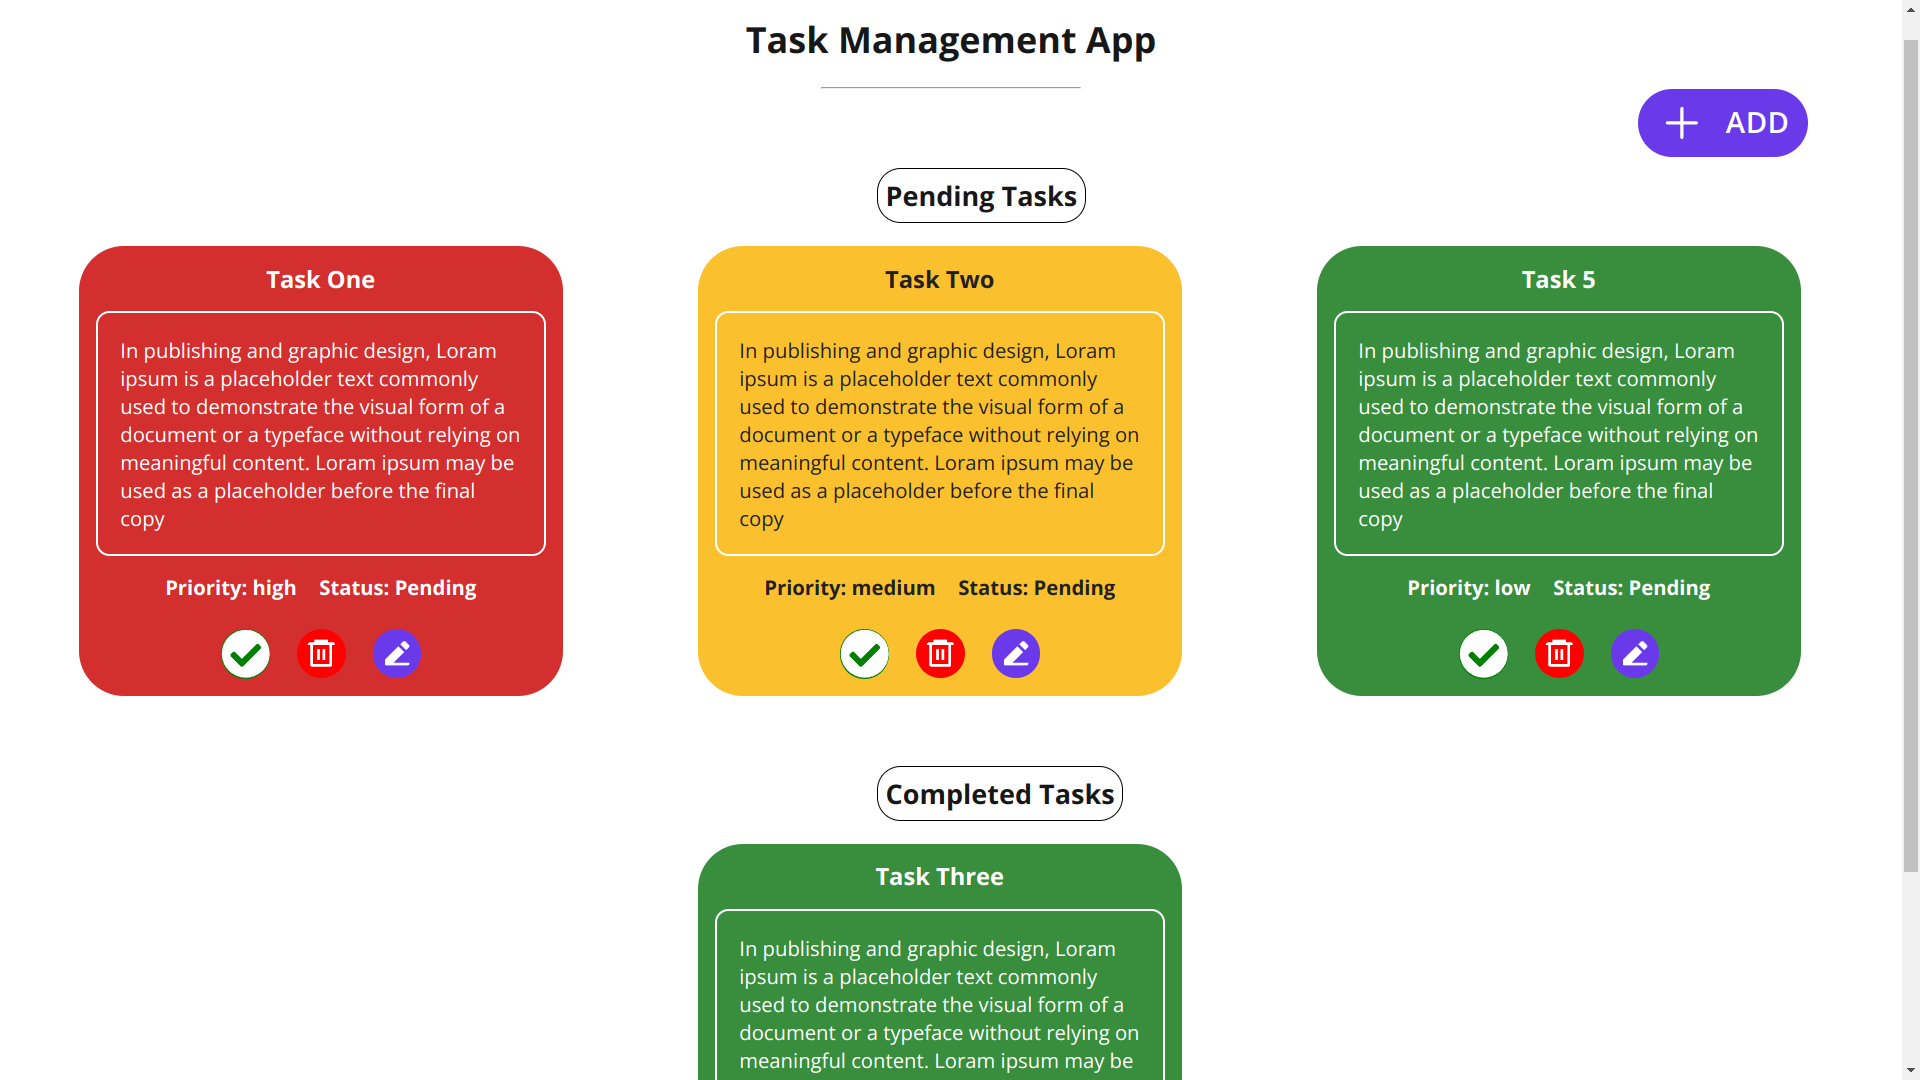 Task Management App
ADD
Pending Tasks
Task One
In publishing and graphic design, Loram
ipsum is a placeholder text commonly
used to demonstrate the visual form of a
document or a typeface without relying on
meaningful content. Loram ipsum may be
used as a placeholder before the final
copy
Priority: high Status: Pending
Task Two
In publishing and graphic design, Loram
ipsum is a placeholder text commonly
used to demonstrate the visual form of a
document or a typeface without relying on
meaningful content. Loram ipsum may be
used as a placeholder before the final
copy
Priority: medium Status: Pending
Task 5
In publishing and graphic design, Loram
ipsum is a placeholder text commonly
used to demonstrate the visual form of a
document or a typeface without relying on
meaningful content. Loram ipsum may be
used as a placeholder before the final
copy
Priority: low Status: Pending
Completed Tasks
Task Three
In publishing and graphic design, Loram
ipsum is a placeholder text commonly
used to demonstrate the visual form of a
document or a typeface without relying on
meaningful content. Loram ipsum may be